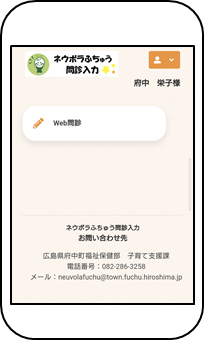 ネウボラふちゅう
問診入力
府中　栄子様
Web問診
ネウボラふちゅう問診入力
お問い合わせ先
広島県府中町福祉保健部　子育て支援課
電話番号：082-286-3258
メール：neuvolafuchu@town.fuchu.hiroshima.jp